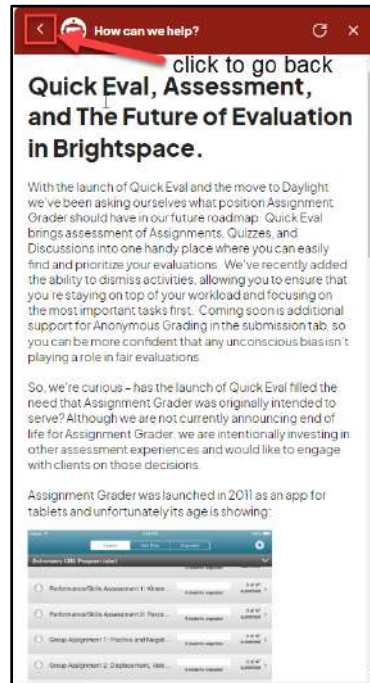 How can we help?
click to go back
Quick Eval, Assessment,
and The Future of Evaluation
in Brightspace.
With the launch of Quick Eval and the move to Daylight
we've been asking ourselves what position Assignment
Grader should have in our future roadmap. Quick Eval
brings assessment of Assignments, Quizzes, and
Discussions into one handy place where you can easily
find and prioritize your evaluations. We've recently added
the ability to dismiss activities, allowing you to ensure that
you're staying on top of your workload and focusing on
the most important tasks first. Coming soon is additional
support for Anonymous Grading in the submission tab, so
you can be more confident that any unconscious bias isn't
playing a role in fair evaluations.
So, we're curious – has the launch of Quick Eval filled the
need that Assignment Grader was originally intended to
serve? Although we are not currently announcing end of
life for Assignment Grader, we are intentionally investing in
other assessment experiences and would like to engage
with clients on those decisions.
Assignment Grader was launched in 2011 as an app for
tablets and unfortunately its age is showing:
Performance/Skills Assessment 1: Kinem...
Performance/Skills Assessment 2: Force...
Group Assignment 1: Positive and Negat...
Group Assignment 2: Displacement, Velo...